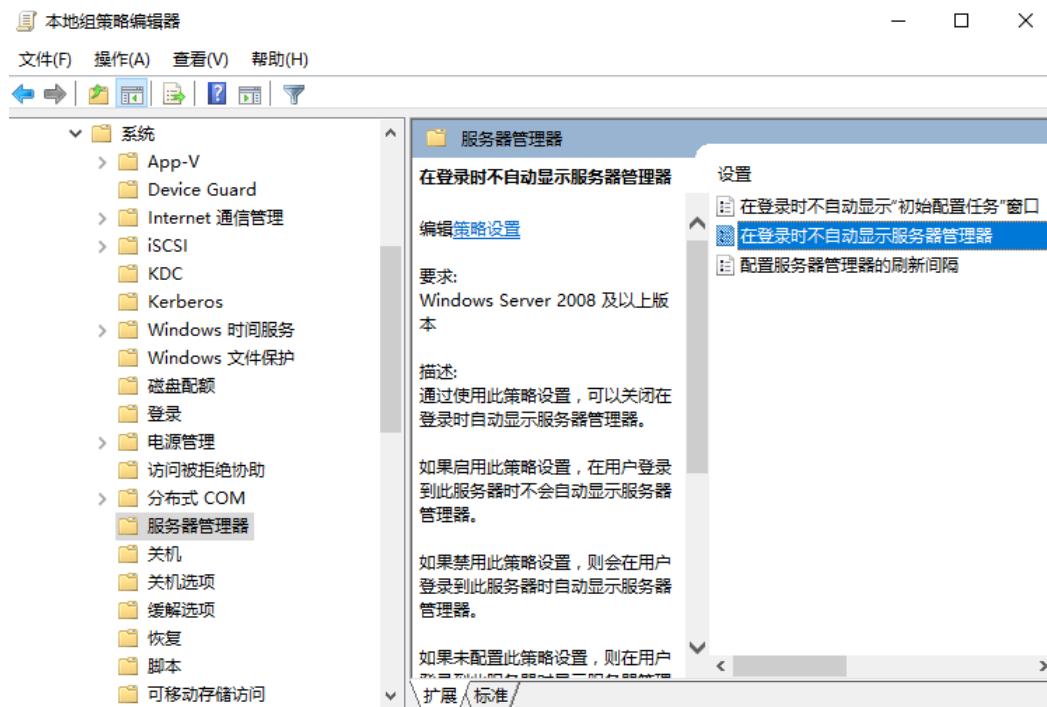 本地组策略编辑器
文件(F) 操作(A) 查看(V) 帮助(H)
系统
App-V
Device Guard
Internet 通信管理
iSCSI
KDC
Kerberos
Windows 时间服务
Windows 文件保护
磁盘配额
登录
电源管理
访问被拒绝协助
分布式 COM
服务器管理器
关机
关机选项
缓解选项
恢复
脚本
可移动存储访问
服务器管理器
在登录时不自动显示服务器管理器
编辑策略设置
要求:
Windows Server 2008 及以上版
本
描述:
通过使用此策略设置，可以关闭在
登录时自动显示服务器管理器。
如果启用此策略设置，在用户登录
到此服务器时不会自动显示服务器
管理器。
如果禁用此策略设置，则会在用户
登录到此服务器时自动显示服务器
管理器。
如果未配置此策略设置，则在用户
设置
在登录时不自动显示“初始配置任务”窗口
在登录时不自动显示服务器管理器
配置服务器管理器的刷新间隔
扩展 标准